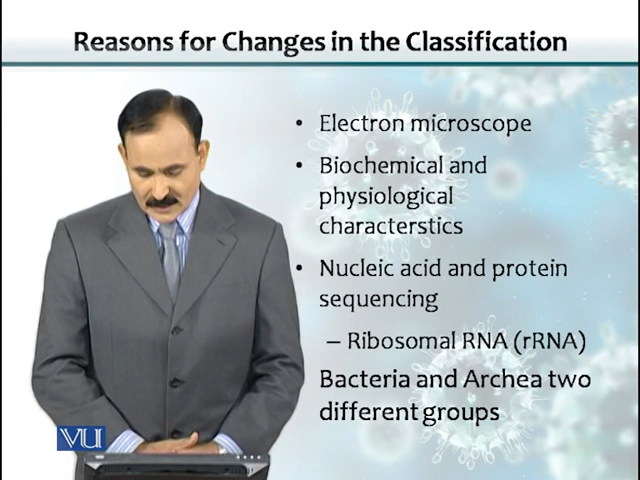 Reasons for Changes in the Classification
• Electron microscope
• Biochemical and
physiological
characterstics
• Nucleic acid and protein
sequencing
– Ribosomal RNA (rRNA)
Bacteria and Archea two
different groups
VU